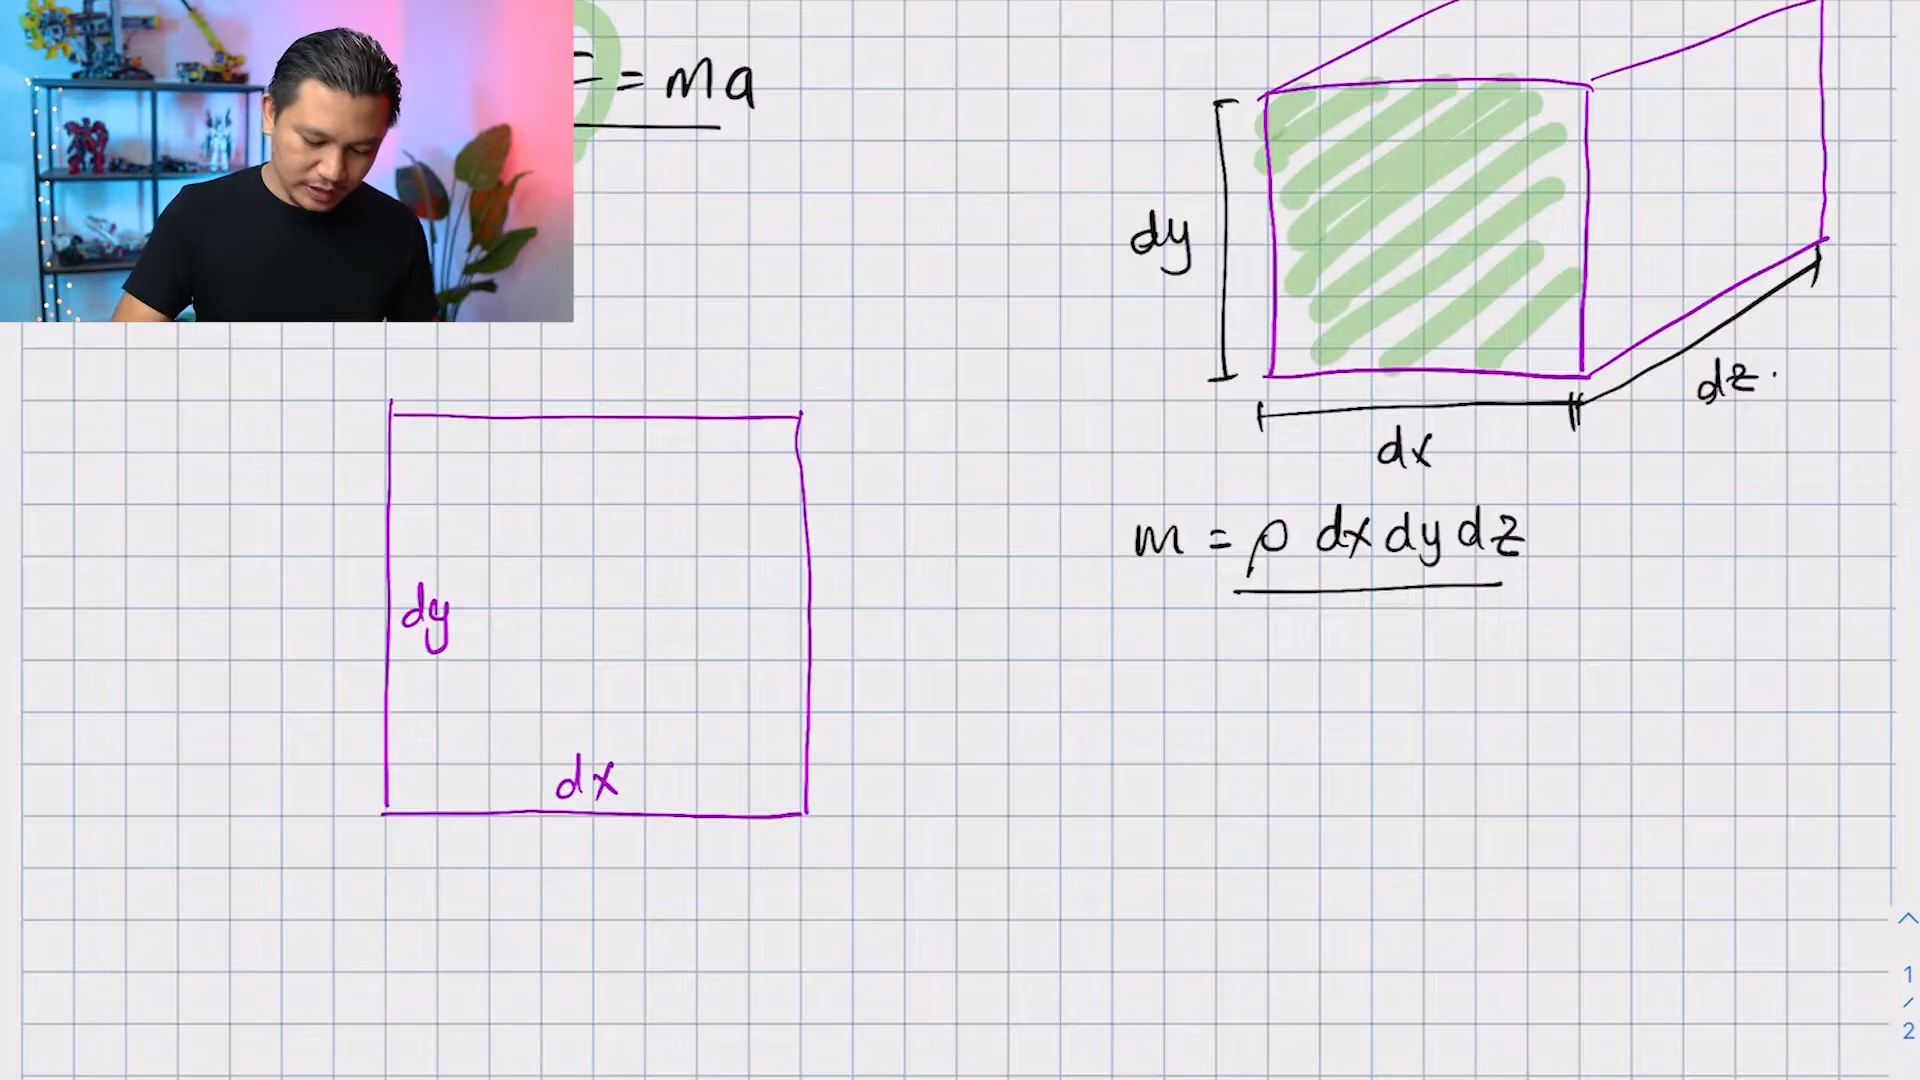 = ma
dy
dz.
dx
m = ρ dx dy dz
dy
dx
1
/
2